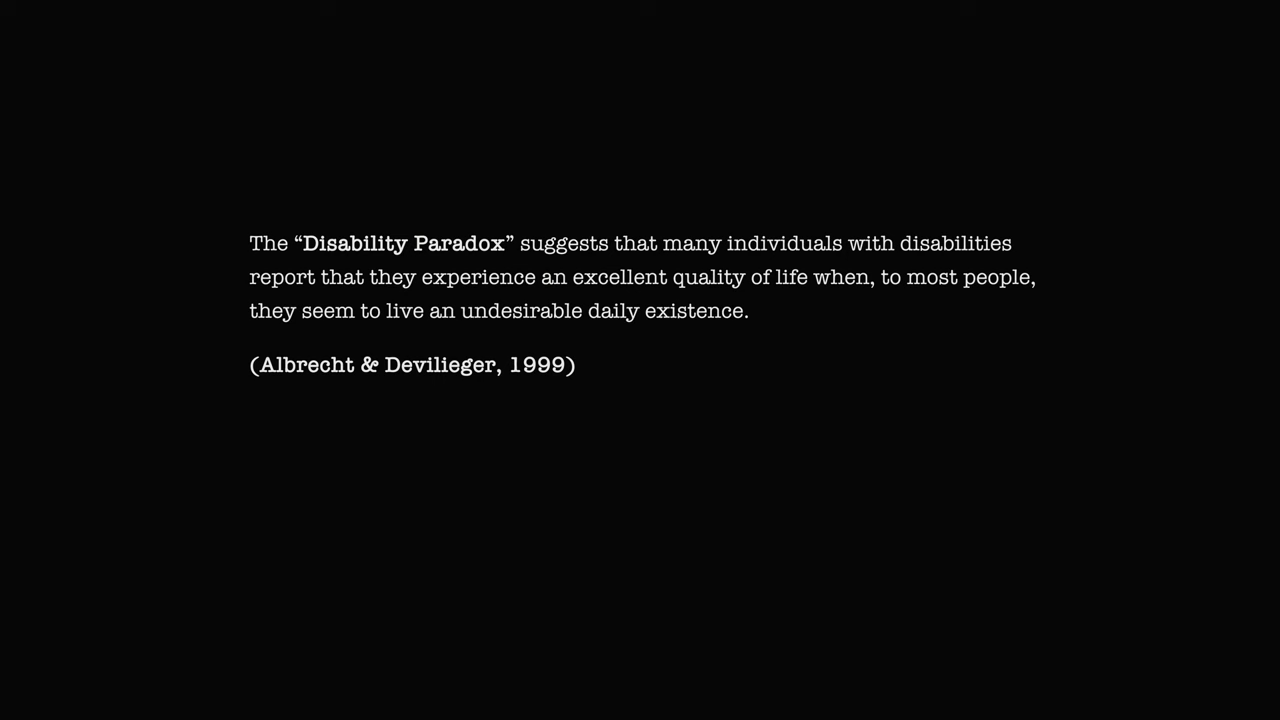 The “Disability Paradox” suggests that many individuals with disabilities
report that they experience an excellent quality of life when, to most people,
they seem to live an undesirable daily existence.
(Albrecht & Devilieger, 1999)